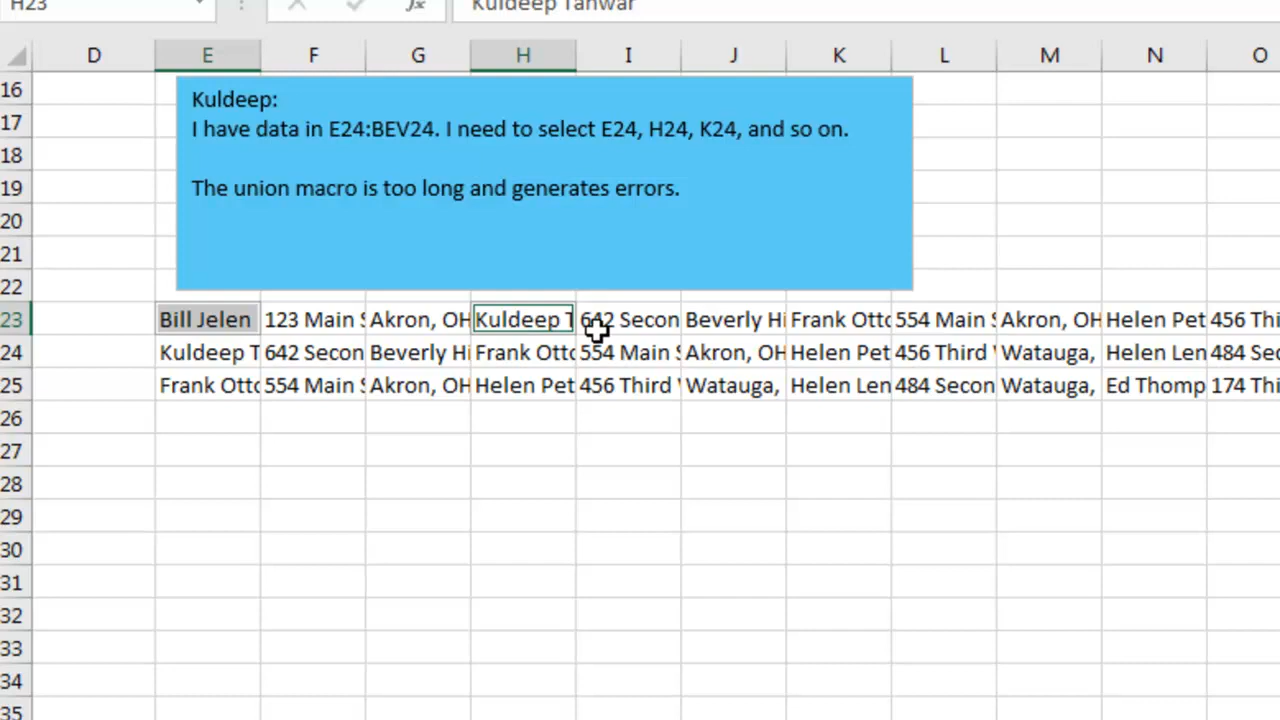 H23 fx Kuldeep Tanwar
D E F G H I J K L M N O
16
Kuldeep:
17
I have data in E24:BEV24. I need to select E24, H24, K24, and so on.
18
19
The union macro is too long and generates errors.
20
21
22
23 Bill Jelen 123 Main S Akron, OH Kuldeep T 642 Secon Beverly Hi Frank Otto 554 Main S Akron, OH Helen Pet 456 Thi
24 Kuldeep T 642 Secon Beverly Hi Frank Otto 554 Main S Akron, OH Helen Pet 456 Third V Watauga, Helen Len 484 Sec
25 Frank Otto 554 Main S Akron, OH Helen Pet 456 Third V Watauga, Helen Len 484 Secon Watauga, Ed Thomp 174 Thi
26
27
28
29
30
31
32
33
34
35